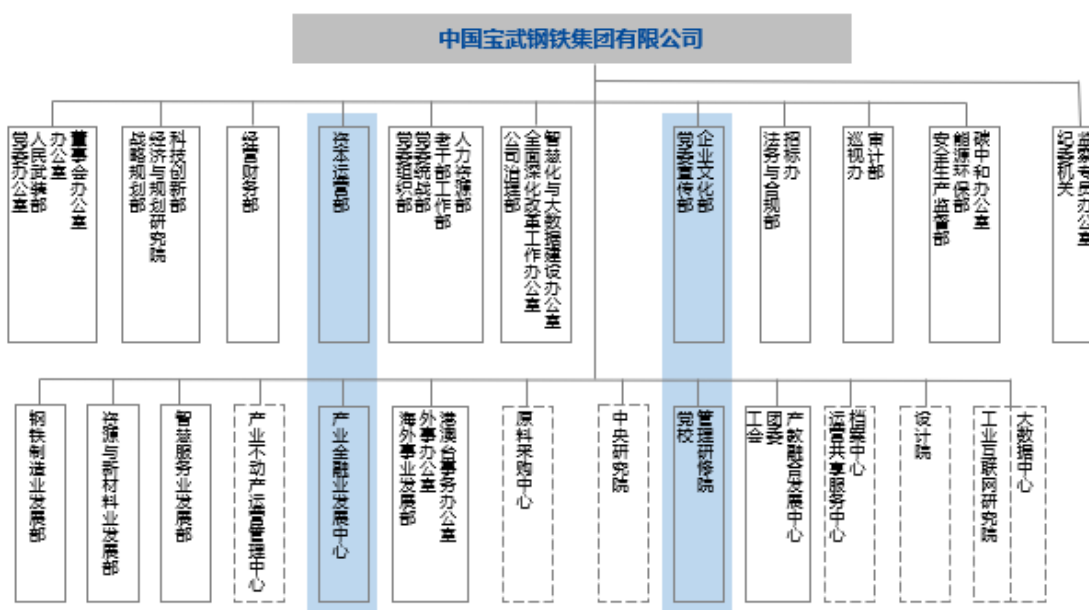 中国宝武钢铁集团有限公司
党委办公室
人民武装部
办公室
董事会办公室
战略规划部
经济与规划研究院
科技创新部
经营财务部
资本运营部
党委组织部
党委统战部
老干部工作部
人力资源部
公司治理部
全面深化改革工作办公室
智慧化与大数据建设办公室
党委宣传部
企业文化部
法务与合规部
招标办
巡视办
审计部
安全生产监督部
能源环保部
碳中和办公室
纪委机关
监察专员办公室
钢铁制造业发展部
资源与新材料业发展部
智慧服务业发展部
产业不动产运营管理中心
产业金融业发展中心
海外事业发展部
外事办公室
港澳台事务办公室
原料采购中心
中央研究院
党校
管理研修院
工会
团委
产教融合发展中心
运营共享服务中心
档案中心
设计院
工业互联网研究院
大数据中心